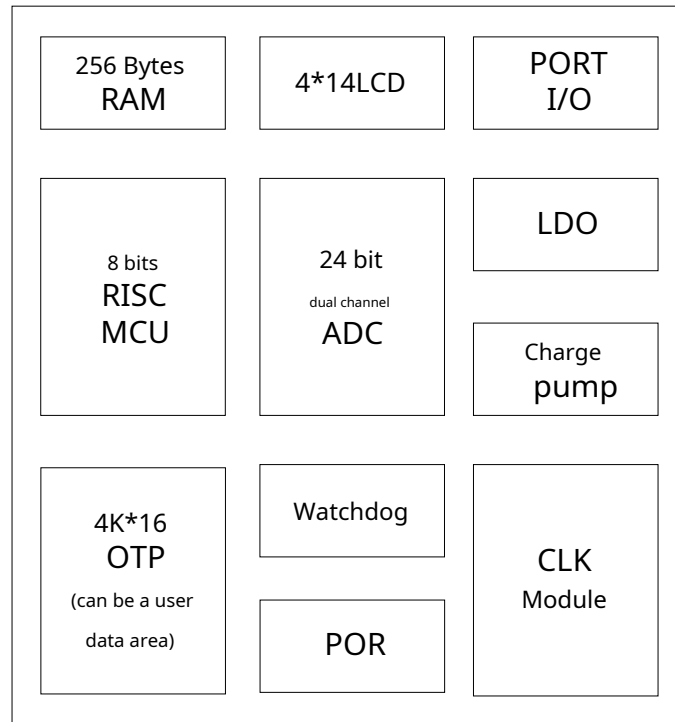 256 Bytes
RAM
4*14LCD
PORT
I/O
8 bits
RISC
MCU
24 bit
dual channel
ADC
LDO
Charge
pump
4K*16
OTP
(can be a user
data area)
Watchdog
POR
CLK
Module